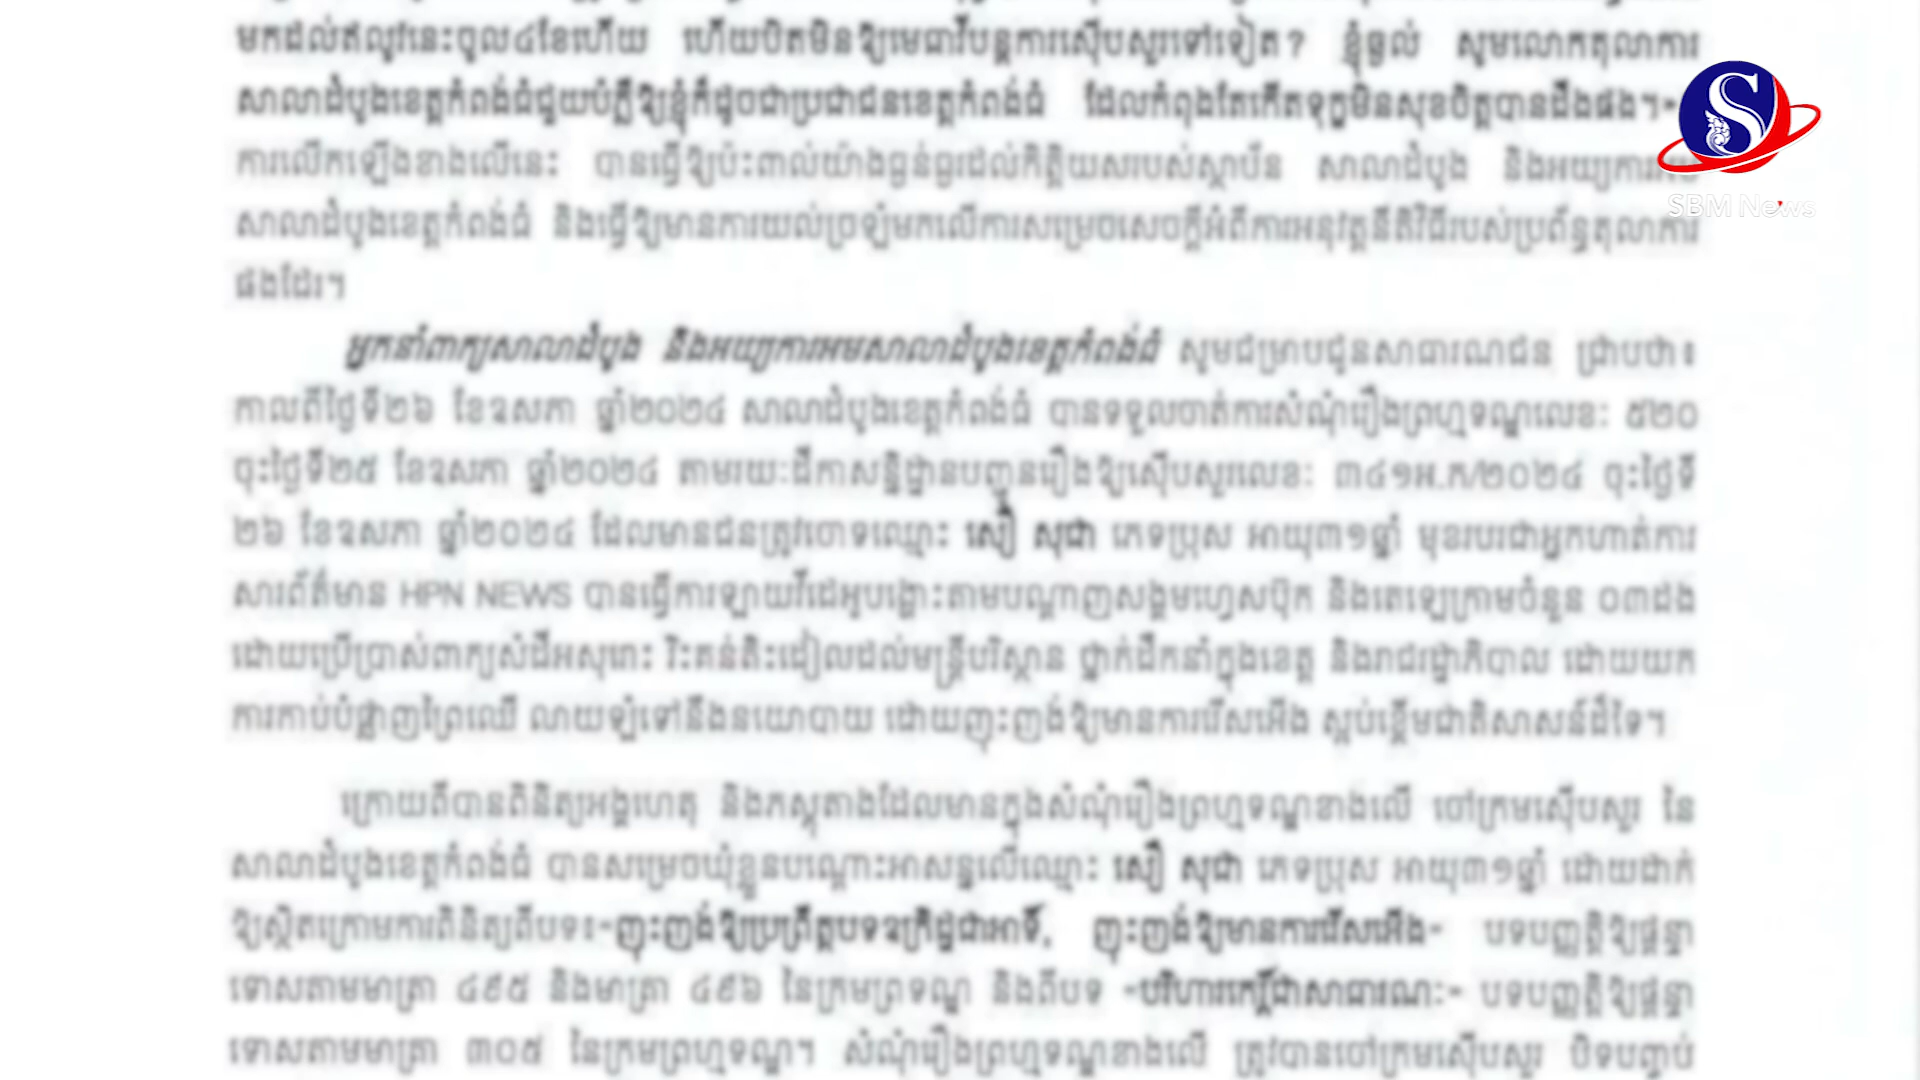 មកដល់ឥលូវនេះចូល៤ខែហើយ ហើយបិតមិនឱ្យមេធាវីបន្តការស៊ើបសួរទៅទៀត? ខ្ញុំធ្លប់ សូមលោកតុលាការ
សាលាដំបូងខេត្តកំពង់ធំជួយបំភ្លឺឱ្យខ្ញុំក៏ដូចជាប្រជាជនខេត្តកំពង់ធំ ដែលកំពុងតែកើតទុក្ខមិនសុខចិត្តបានដឹងផង។-
ការលើកឡើងខាងលើនេះ បានធ្វើឱ្យប៉ះពាល់យ៉ាងធ្ងន់ធ្ងរដល់កិត្តិយសរបស់ស្ថាប័ន សាលាដំបូង និងអយ្យការអម
សាលាដំបូងខេត្តកំពង់ធំ និងធ្វើឱ្យមានការយល់ច្រឡំមកលើការសម្រេចសេចក្តីអំពីការអនុវត្តនីតិវិធីរបស់ប្រព័ន្ធតុលាការ
ផងដែរ។
អ្នកនាំពាក្យសាលាដំបូង និងអយ្យការអមសាលាដំបូងខេត្តកំពង់ធំ សូមជម្រាបជូនសាធារណជន ជ្រាបថា៖
កាលពីថ្ងៃទី២៦ ខែឧសភា ឆ្នាំ២០២៤ សាលាដំបូងខេត្តកំពង់ធំ បានទទួលចាត់ការសំណុំរឿងព្រហ្មទណ្ឌលេខៈ ៥២០
ចុះថ្ងៃទី២៥ ខែឧសភា ឆ្នាំ២០២៤ តាមរយៈដីកាសន្និដ្ឋានបញ្ជូនរឿងឱ្យស៊ើបសួរលេខៈ ៣៤១អ.ក/២០២៤ ចុះថ្ងៃទី
២៦ ខែឧសភា ឆ្នាំ២០២៤ ដែលមានជនត្រូវចោទឈ្មោះ សឿ សុជា ភេទប្រុស អាយុ៣១ឆ្នាំ មុខរបរជាអ្នកហាត់ការ
សារព័ត៌មាន HPN NEWS បានធ្វើការឡាយវីដេអូបង្ហោះតាមបណ្តាញសង្គមហ្វេសប៊ុក និងតេឡេក្រាមចំនួន ០៣ដង
ដោយប្រើប្រាស់ពាក្យសំដីអសុរោះ រិះគន់តិះដៀលដល់មន្ត្រីបរិស្ថាន ថ្នាក់ដឹកនាំក្នុងខេត្ត និងរាជរដ្ឋាភិបាល ដោយយក
ការកាប់បំផ្លាញព្រៃឈើ លាយឡំទៅនឹងនយោបាយ ដោយញុះញង់ឱ្យមានការរើសអើង ស្អប់ខ្ពើមជាតិសាសន៍ដ៏ទៃ។
ក្រោយពីបានពិនិត្យអង្គហេតុ និងភស្តុតាងដែលមានក្នុងសំណុំរឿងព្រហ្មទណ្ឌខាងលើ ចៅក្រមស៊ើបសួរ នៃ
សាលាដំបូងខេត្តកំពង់ធំ បានសម្រេចឃុំខ្លួនបណ្តោះអាសន្នលើឈ្មោះ សឿ សុជា ភេទប្រុស អាយុ៣១ឆ្នាំ ដោយដាក់
ឱ្យស្ថិតក្រោមការពិនិត្យពីបទ៖-ញុះញង់ឱ្យប្រព្រឹត្តបទឧក្រិដ្ឋជាអាទិ៍, ញុះញង់ឱ្យមានការរើសអើង- បទបញ្ញត្តិឱ្យផ្តន្ទា
ទោសតាមមាត្រា ៤៩៥ និងមាត្រា ៤៩៦ នៃក្រមព្រទណ្ឌ និងពីបទ -បរិហារកេរ្តិ៍ជាសាធារណៈ- បទបញ្ញត្តិឱ្យផ្តន្ទា
ទោសតាមមាត្រា ៣០៥ នៃក្រមព្រហ្មទណ្ឌ។ សំណុំរឿងព្រហ្មទណ្ឌខាងលើ ត្រូវបានចៅក្រមស៊ើបសួរ បិទបញ្ចប់
SBM News